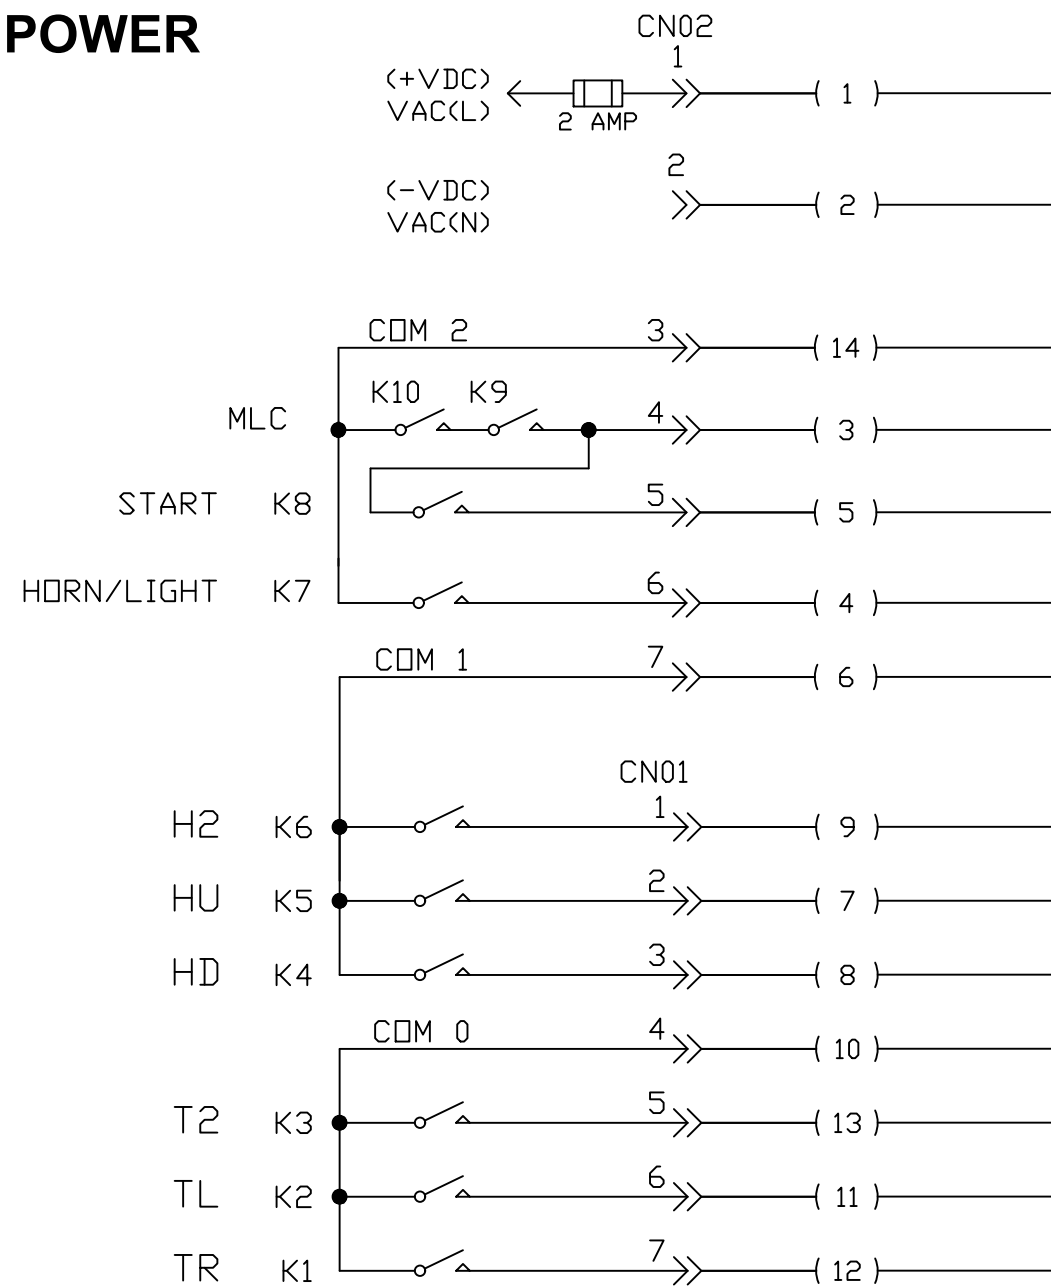 POWER
CN02
1
(+VDC)
VAC(L)
2 AMP
( 1 )
2
(-VDC)
VAC(N)
( 2 )
COM 2 3 ( 14 )
K10 K9
MLC 4 ( 3 )
START K8 5 ( 5 )
HORN/LIGHT K7 6 ( 4 )
COM 1 7 ( 6 )
CN01
H2 K6 1 ( 9 )
HU K5 2 ( 7 )
HD K4 3 ( 8 )
COM 0 4 ( 10 )
T2 K3 5 ( 13 )
TL K2 6 ( 11 )
TR K1 7 ( 12 )